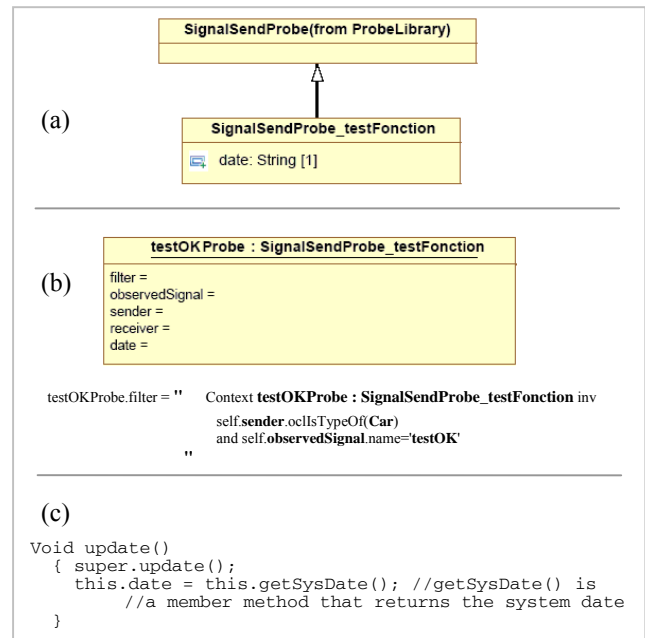 SignalSendProbe(from ProbeLibrary)
(a)
SignalSendProbe_testFonction
date: String [1]
testOKProbe : SignalSendProbe_testFonction
(b)
filter =
observedSignal =
sender =
receiver =
date =
testOKProbe.filter = " Context testOKProbe : SignalSendProbe_testFonction inv
self.sender.oclIsTypeOf(Car)
and self.observedSignal.name='testOK'
"
(c)
Void update()
{ super.update();
this.date = this.getSysDate(); //getSysDate() is
//a member method that returns the system date
}